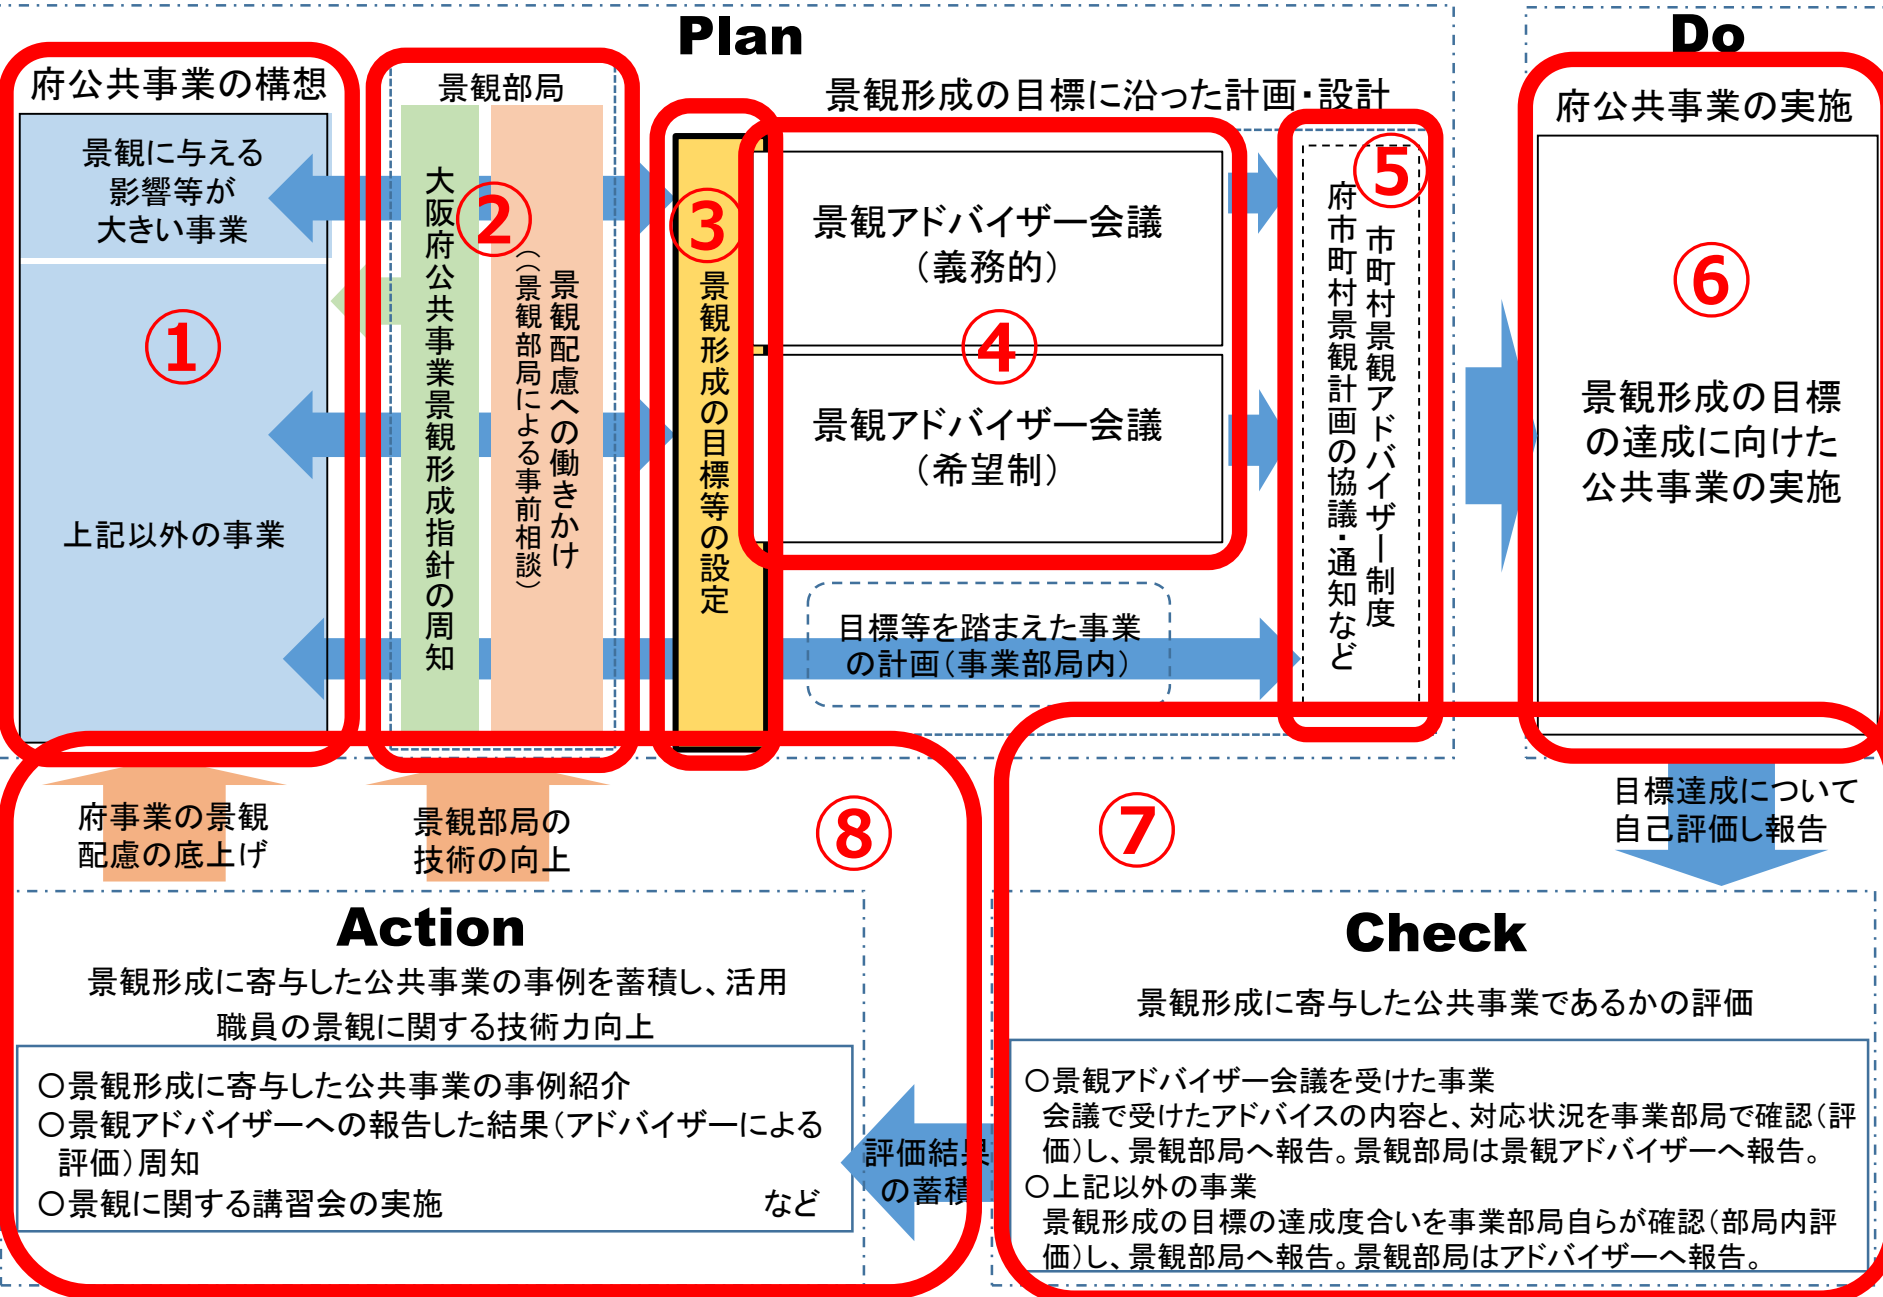 Plan
府公共事業の構想
景観に与える
影響等が
大きい事業
①
上記以外の事業
景観部局
大阪府公共事業景観形成指針の周知
②
景観配慮への働きかけ
（（景観部局による事前相談）
③
景観形成の目標等の設定
景観形成の目標に沿った計画・設計
景観アドバイザー会議
（義務的）
④
景観アドバイザー会議
（希望制）
目標等を踏まえた事業
の計画（事業部局内）
⑤
市町村景観アドバイザー制度
府市町村景観計画の協議・通知など
Do
府公共事業の実施
⑥
景観形成の目標
の達成に向けた
公共事業の実施
目標達成について
自己評価し報告
⑦
Check
景観形成に寄与した公共事業であるかの評価
○景観アドバイザー会議を受けた事業
会議で受けたアドバイスの内容と、対応状況を事業部局で確認（評
価）し、景観部局へ報告。景観部局は景観アドバイザーへ報告。
○上記以外の事業
景観形成の目標の達成度合いを事業部局自らが確認（部局内評
価）し、景観部局へ報告。景観部局はアドバイザーへ報告。
評価結果
の蓄積
⑧
府事業の景観
配慮の底上げ
景観部局の
技術の向上
Action
景観形成に寄与した公共事業の事例を蓄積し、活用
職員の景観に関する技術力向上
○景観形成に寄与した公共事業の事例紹介
○景観アドバイザーへの報告した結果（アドバイザーによる
評価）周知
○景観に関する講習会の実施　など